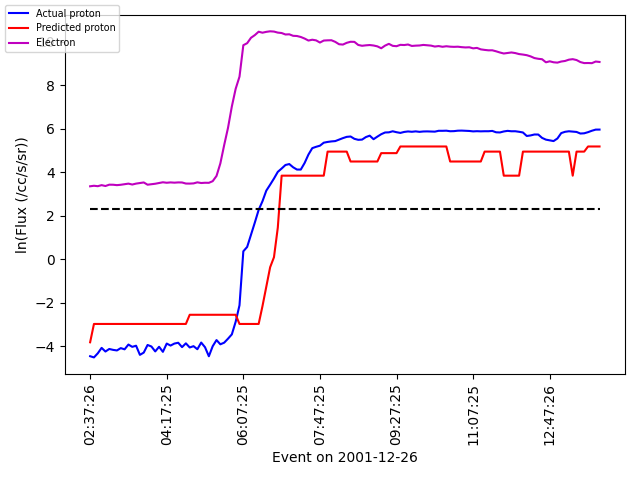 Actual proton
Predicted proton
Electron
ln(Flux (/cc/s/sr))
8
6
4
2
0
−2
−4
02:37:26
04:17:25
06:07:25
07:47:25
09:27:25
11:07:25
12:47:26
Event on 2001-12-26